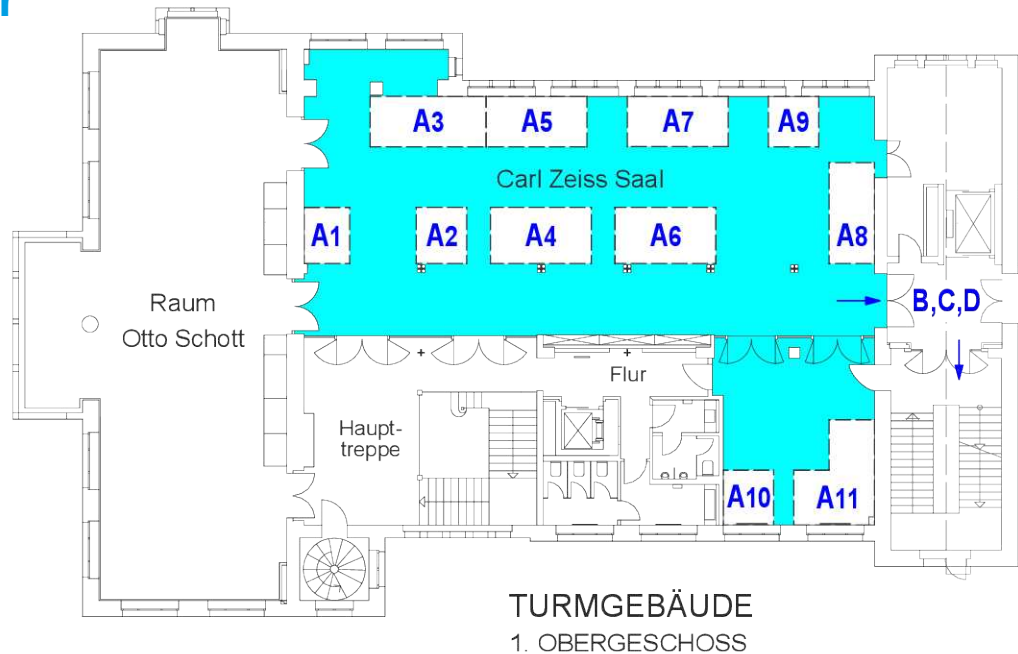 A3 A5 A7 A9
Carl Zeiss Saal
A1 A2 A4 A6 A8
Raum
Otto Schott
B,C,D
Flur
Haupt-
treppe
A10 A11
TURMGEBÄUDE
1. OBERGESCHOSS